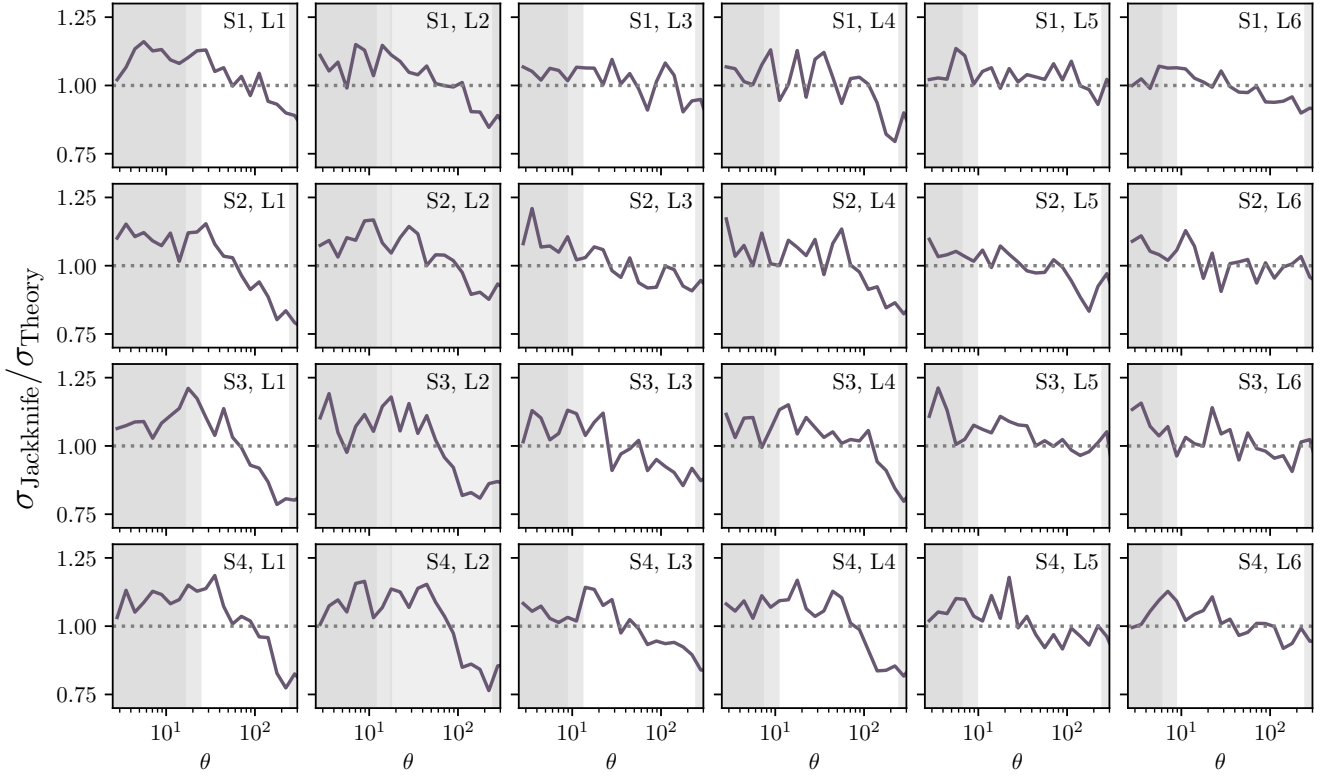 1.25 S1, L1 S1, L2 S1, L3 S1, L4 S1, L5 S1, L6
1.00
0.75
1.25 S2, L1 S2, L2 S2, L3 S2, L4 S2, L5 S2, L6
1.00
0.75
σJackknife/σTheory
1.25 S3, L1 S3, L2 S3, L3 S3, L4 S3, L5 S3, L6
1.00
0.75
1.25 S4, L1 S4, L2 S4, L3 S4, L4 S4, L5 S4, L6
1.00
0.75
10¹ 10² 10¹ 10² 10¹ 10² 10¹ 10² 10¹ 10² 10¹ 10²
θ θ θ θ θ θ